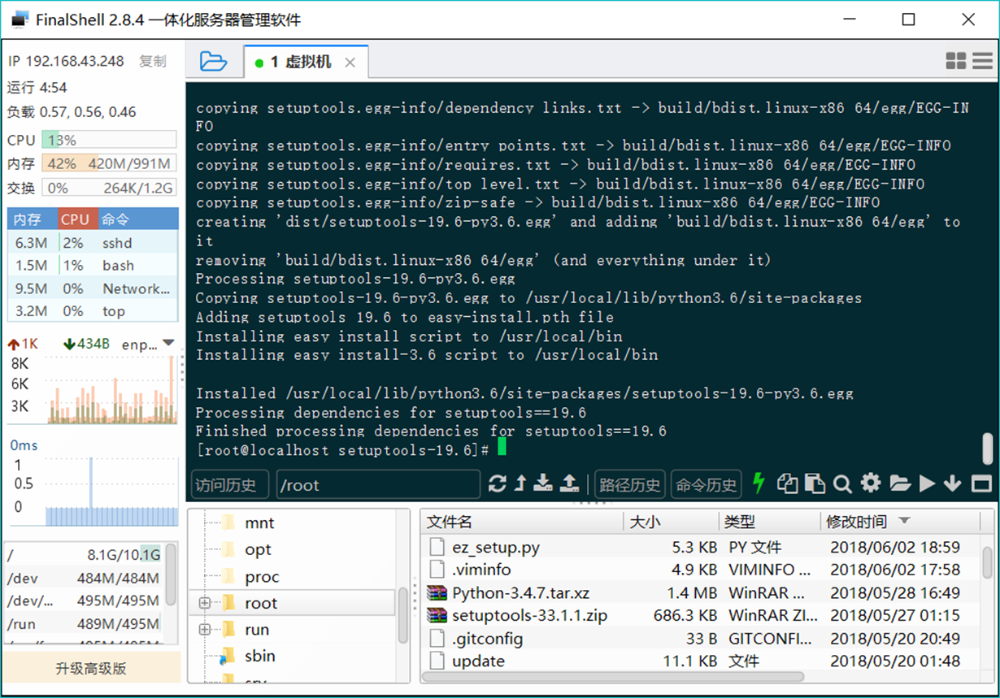 FinalShell 2.8.4 一体化服务器管理软件
IP 192.168.43.248 复制
运行 4:54
负载 0.57, 0.56, 0.46
CPU 13%
内存 42% 420M/991M
交换 0% 264K/1.2G
内存 CPU 命令
6.3M 2% sshd
1.5M 1% bash
9.5M 0% Network...
3.2M 0% top
1K 434B enp...
8K
6K
3K
0ms
1
0.5
0
/ 8.1G/10.1G
/dev 484M/484M
/dev/... 495M/495M
/run 489M/495M
升级高级版
1 虚拟机
copying setuptools.egg-info/dependency_links.txt -> build/bdist.linux-x86_64/egg/EGG-IN
FO
copying setuptools.egg-info/entry_points.txt -> build/bdist.linux-x86_64/egg/EGG-INFO
copying setuptools.egg-info/requires.txt -> build/bdist.linux-x86_64/egg/EGG-INFO
copying setuptools.egg-info/top_level.txt -> build/bdist.linux-x86_64/egg/EGG-INFO
copying setuptools.egg-info/zip-safe -> build/bdist.linux-x86_64/egg/EGG-INFO
creating 'dist/setuptools-19.6-py3.6.egg' and adding 'build/bdist.linux-x86_64/egg' to
it
removing 'build/bdist.linux-x86_64/egg' (and everything under it)
Processing setuptools-19.6-py3.6.egg
Copying setuptools-19.6-py3.6.egg to /usr/local/lib/python3.6/site-packages
Adding setuptools 19.6 to easy-install.pth file
Installing easy_install script to /usr/local/bin
Installing easy_install-3.6 script to /usr/local/bin
Installed /usr/local/lib/python3.6/site-packages/setuptools-19.6-py3.6.egg
Processing dependencies for setuptools==19.6
Finished processing dependencies for setuptools==19.6
[root@localhost setuptools-19.6]#
访问历史 /root 路径历史 命令历史
mnt
opt
proc
root
run
sbin
文件名 大小 类型 修改时间
ez_setup.py 5.3 KB PY 文件 2018/06/02 18:59
.viminfo 4.9 KB VIMINFO ... 2018/06/02 17:58
Python-3.4.7.tar.xz 1.4 MB WinRAR ... 2018/05/28 16:49
setuptools-33.1.1.zip 686.3 KB WinRAR ZI... 2018/05/27 01:15
.gitconfig 33 B GITCONFI... 2018/05/20 20:49
update 11.1 KB 文件 2018/05/20 01:48